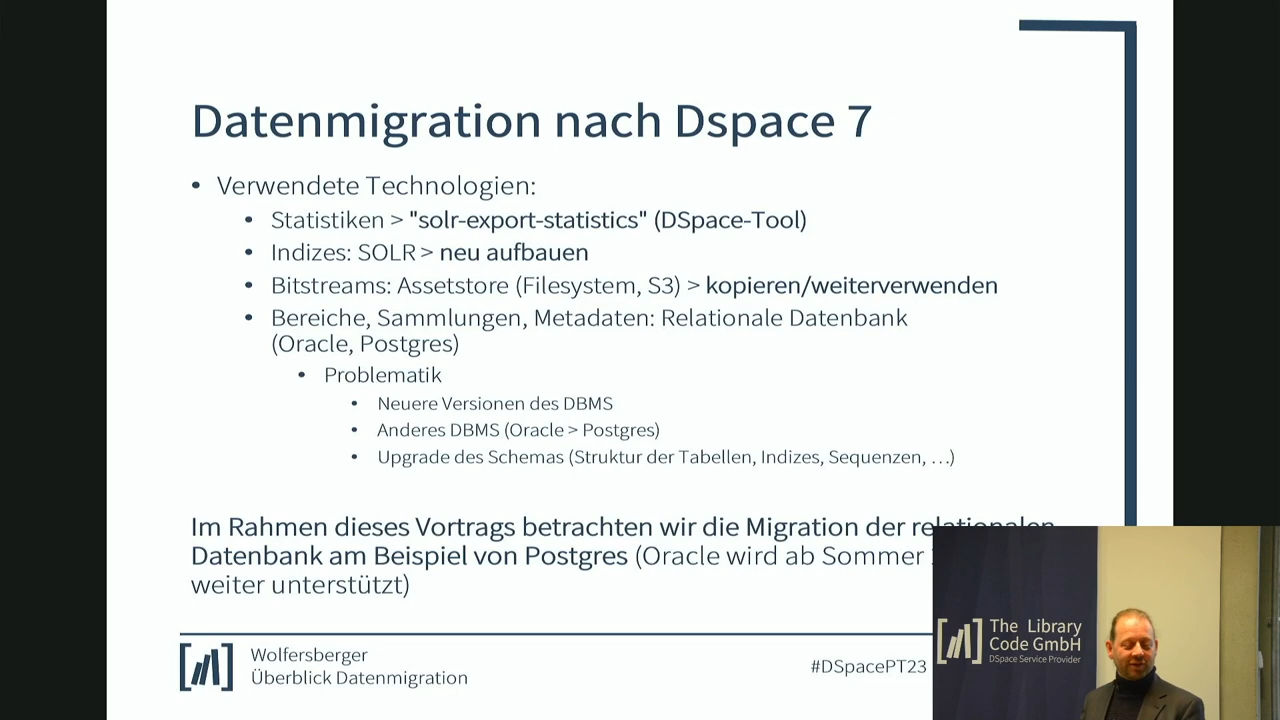 Datenmigration nach Dspace 7
• Verwendete Technologien:
• Statistiken > "solr-export-statistics" (DSpace-Tool)
• Indizes: SOLR > neu aufbauen
• Bitstreams: Assetstore (Filesystem, S3) > kopieren/weiterverwenden
• Bereiche, Sammlungen, Metadaten: Relationale Datenbank
(Oracle, Postgres)
• Problematik
• Neuere Versionen des DBMS
• Anderes DBMS (Oracle > Postgres)
• Upgrade des Schemas (Struktur der Tabellen, Indizes, Sequenzen, …)
Im Rahmen dieses Vortrags betrachten wir die Migration der relationalen
Datenbank am Beispiel von Postgres (Oracle wird ab Sommer
weiter unterstützt)
Wolfersberger
Überblick Datenmigration
#DSpacePT23
The Library
Code GmbH
DSpace Service Provider